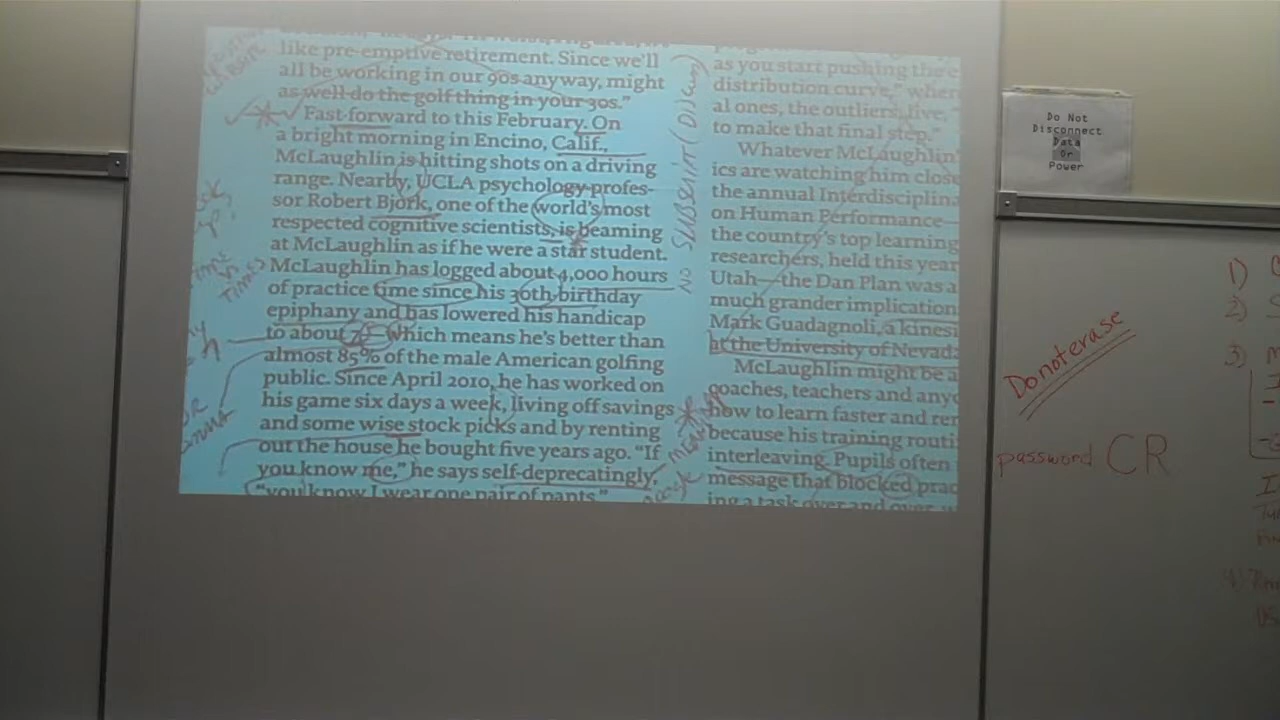 like pre-emptive retirement. Since we'll
all be working in our 90s anyway, might
as well do the golf thing in your 30s."
Fast-forward to this February. On
a bright morning in Encino, Calif.,
McLaughlin is hitting shots on a driving
range. Nearby, UCLA psychology profes-
sor Robert Bjork, one of the world's most
respected cognitive scientists, is beaming
at McLaughlin as if he were a star student.
McLaughlin has logged about 4,000 hours
of practice time since his 30th birthday
epiphany and has lowered his handicap
to about which means he's better than
almost 85% of the male American golfing
public. Since April 2010, he has worked on
his game six days a week, living off savings
and some wise stock picks and by renting
out the house he bought five years ago. "If
you know me," he says self-deprecatingly,
"you know I wear one pair of pants."
TIME
TIMES
NO
as you start pushing the
distribution curve," wher
al ones, the outliers, live,
to make that final step."
Whatever McLaughlin
ics are watching him close
the annual Interdisciplina
on Human Performance—
the country's top learning
researchers, held this year
Utah—the Dan Plan was a
much grander implication
Mark Guadagnoli, a kinesi
at the University of Nevad
McLaughlin might be a
coaches, teachers and anyo
how to learn faster and re
because his training routi
interleaving. Pupils often
message that blocked prac
ing a task over and over
Do Not
Disconnect
Data
Or
Power
Do not erase
password CR
1)
2) S
3) M
4)